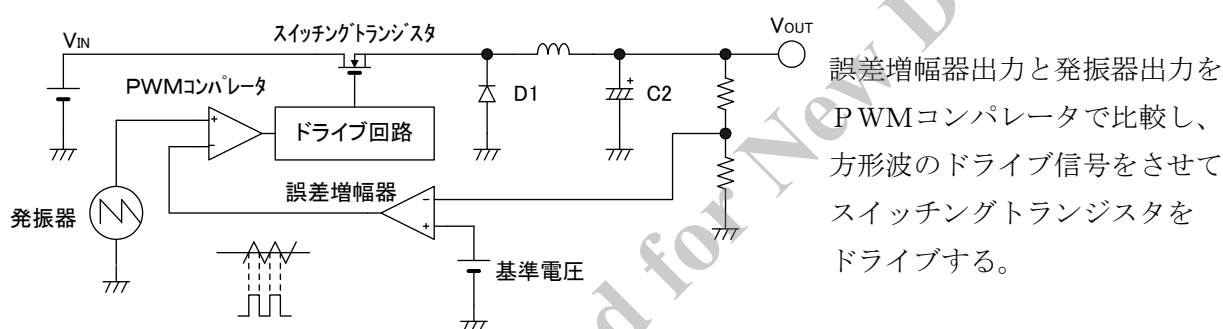 VIN
スイッチングトランジスタ
VOUT
PWMコンパレータ
D1
C2
+
+
-
ドライブ回路
発振器
誤差増幅器
-
+
基準電圧
誤差増幅器出力と発振器出力を
PWMコンパレータで比較し、
方形波のドライブ信号をさせて
スイッチングトランジスタを
ドライブする。
d for New D